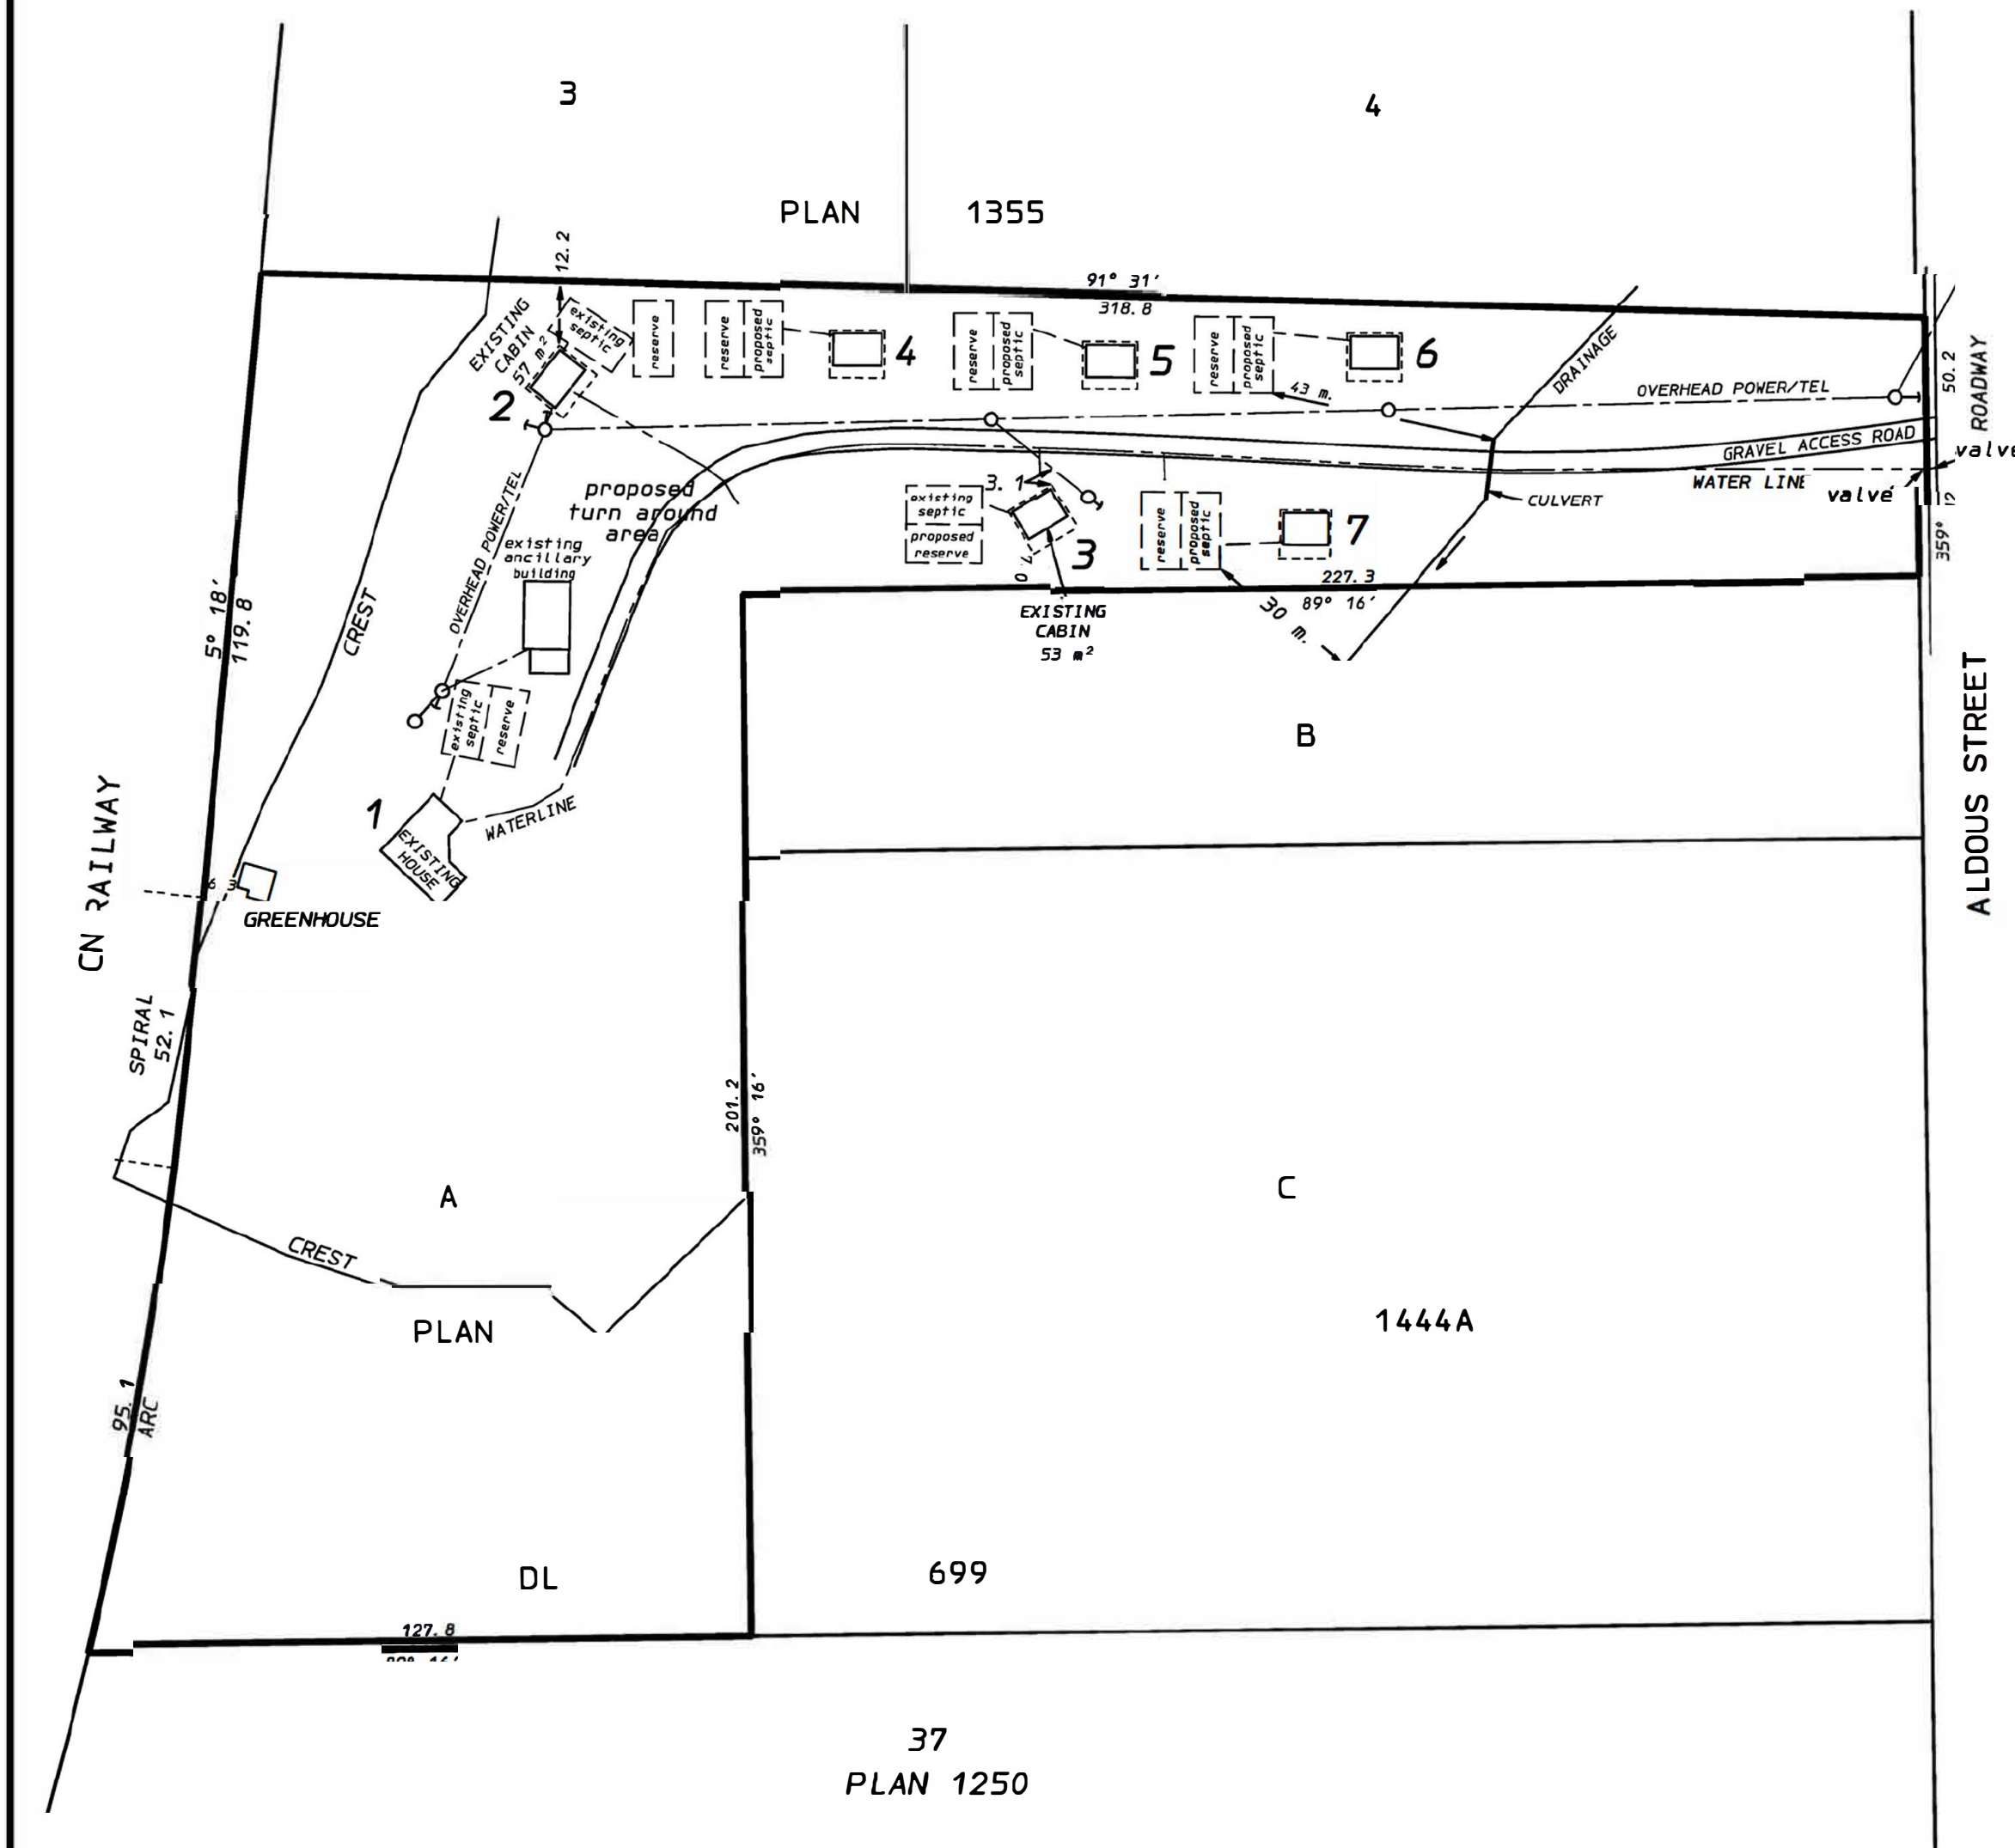 3
4
PLAN 1355
12.2
91° 31′
318.8
EXISTING
CABIN
57 m²
existing
septic
reserve
reserve
proposed
septic
4
reserve
proposed
septic
5
reserve
proposed
septic
6
43 m.
DRAINAGE
OVERHEAD POWER/TEL
50.2
ROADWAY
2
GRAVEL ACCESS ROAD
valve
WATER LINE
valve
CULVERT
359°
OVERHEAD POWER/TEL
proposed
turn around
area
existing
ancillary
building
3.1
existing
septic
proposed
reserve
3
EXISTING
CABIN
53 m²
reserve
proposed
septic
7
227.3
89° 16′
30 m.
5° 18′
119.8
CREST
existing
septic
reserve
B
ALDOUS STREET
CN RAILWAY
1
EXISTING
HOUSE
WATERLINE
GREENHOUSE
SPIRAL
52.1
201.2
359° 16′
A
C
CREST
PLAN
1444A
95.1
ARC
DL
699
127.8
37
PLAN 1250